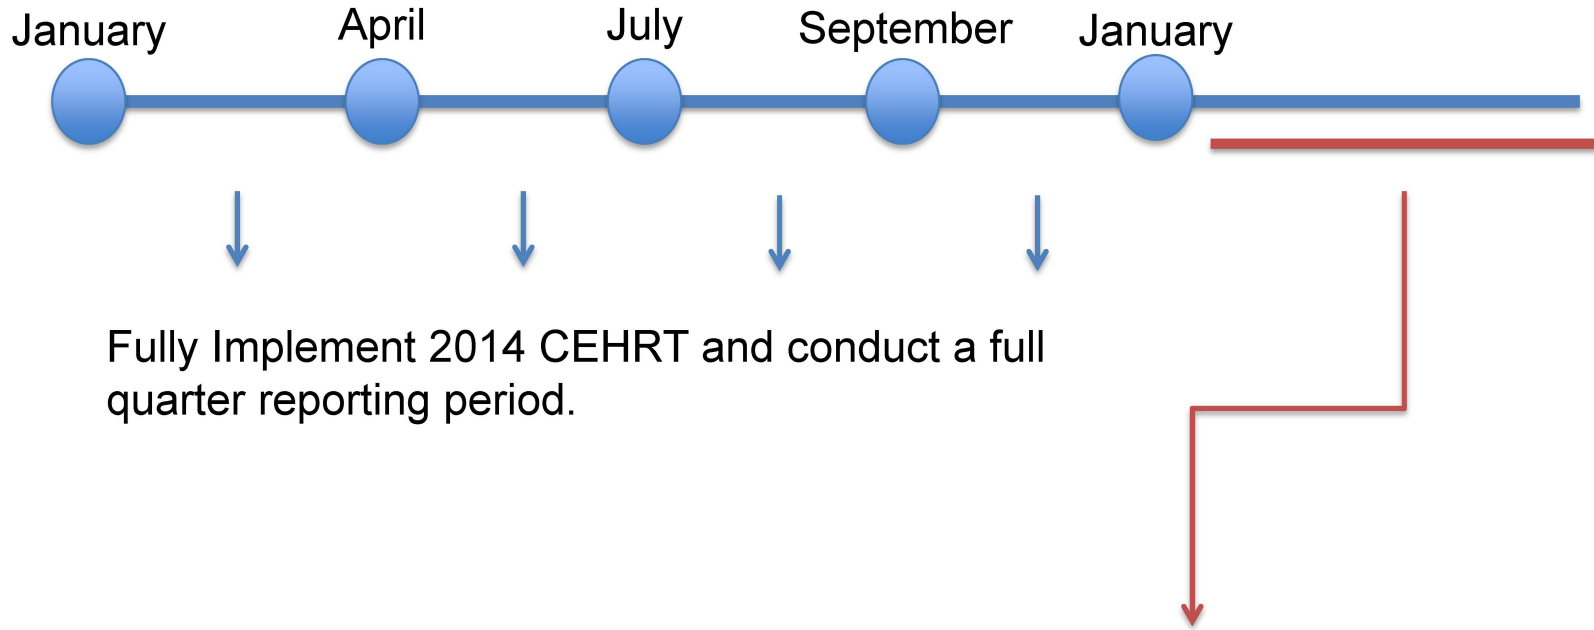 January April July September January
Fully Implement 2014 CEHRT and conduct a full
quarter reporting period.